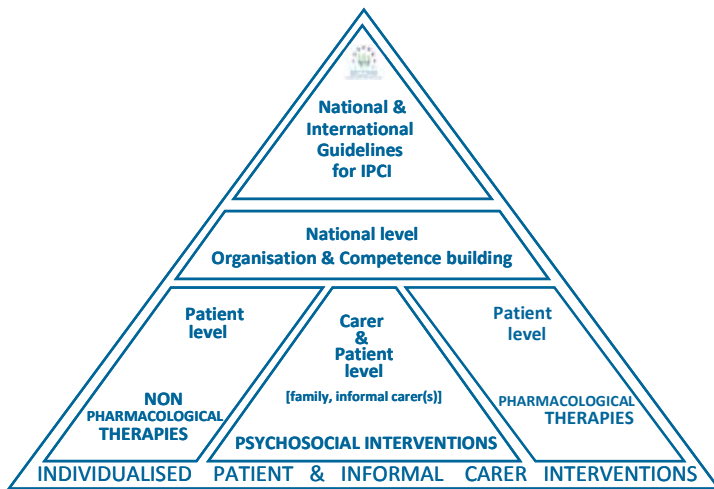 National &
International
Guidelines
for IPCI
National level
Organisation & Competence building
Patient
level
NON
PHARMACOLOGICAL
THERAPIES
Carer
&
Patient
level
[family, informal carer(s)]
PSYCHOSOCIAL INTERVENTIONS
Patient
level
PHARMACOLOGICAL
THERAPIES
INDIVIDUALISED PATIENT & INFORMAL CARER INTERVENTIONS